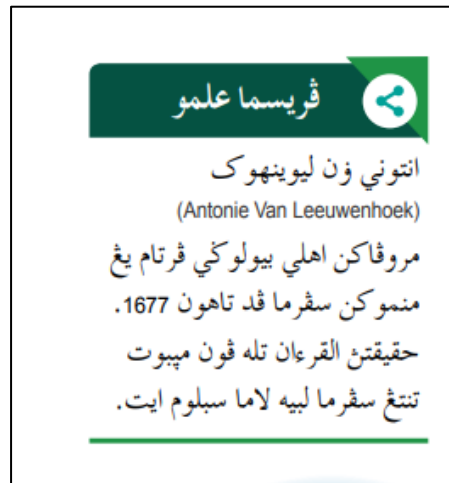 ڤريسما علمو
انتوني ۏن ليوينهوک
(Antonie Van Leeuwenhoek)
مروڤاکن اهلي بيولوݢي ڤرتام يڠ
منموکن سڤرما ڤد تاهون 1677.
حقيقتڽ القرءان تله ڤون مڽبوت
تنتڠ سڤرما لبيه لاما سبلوم ايت.